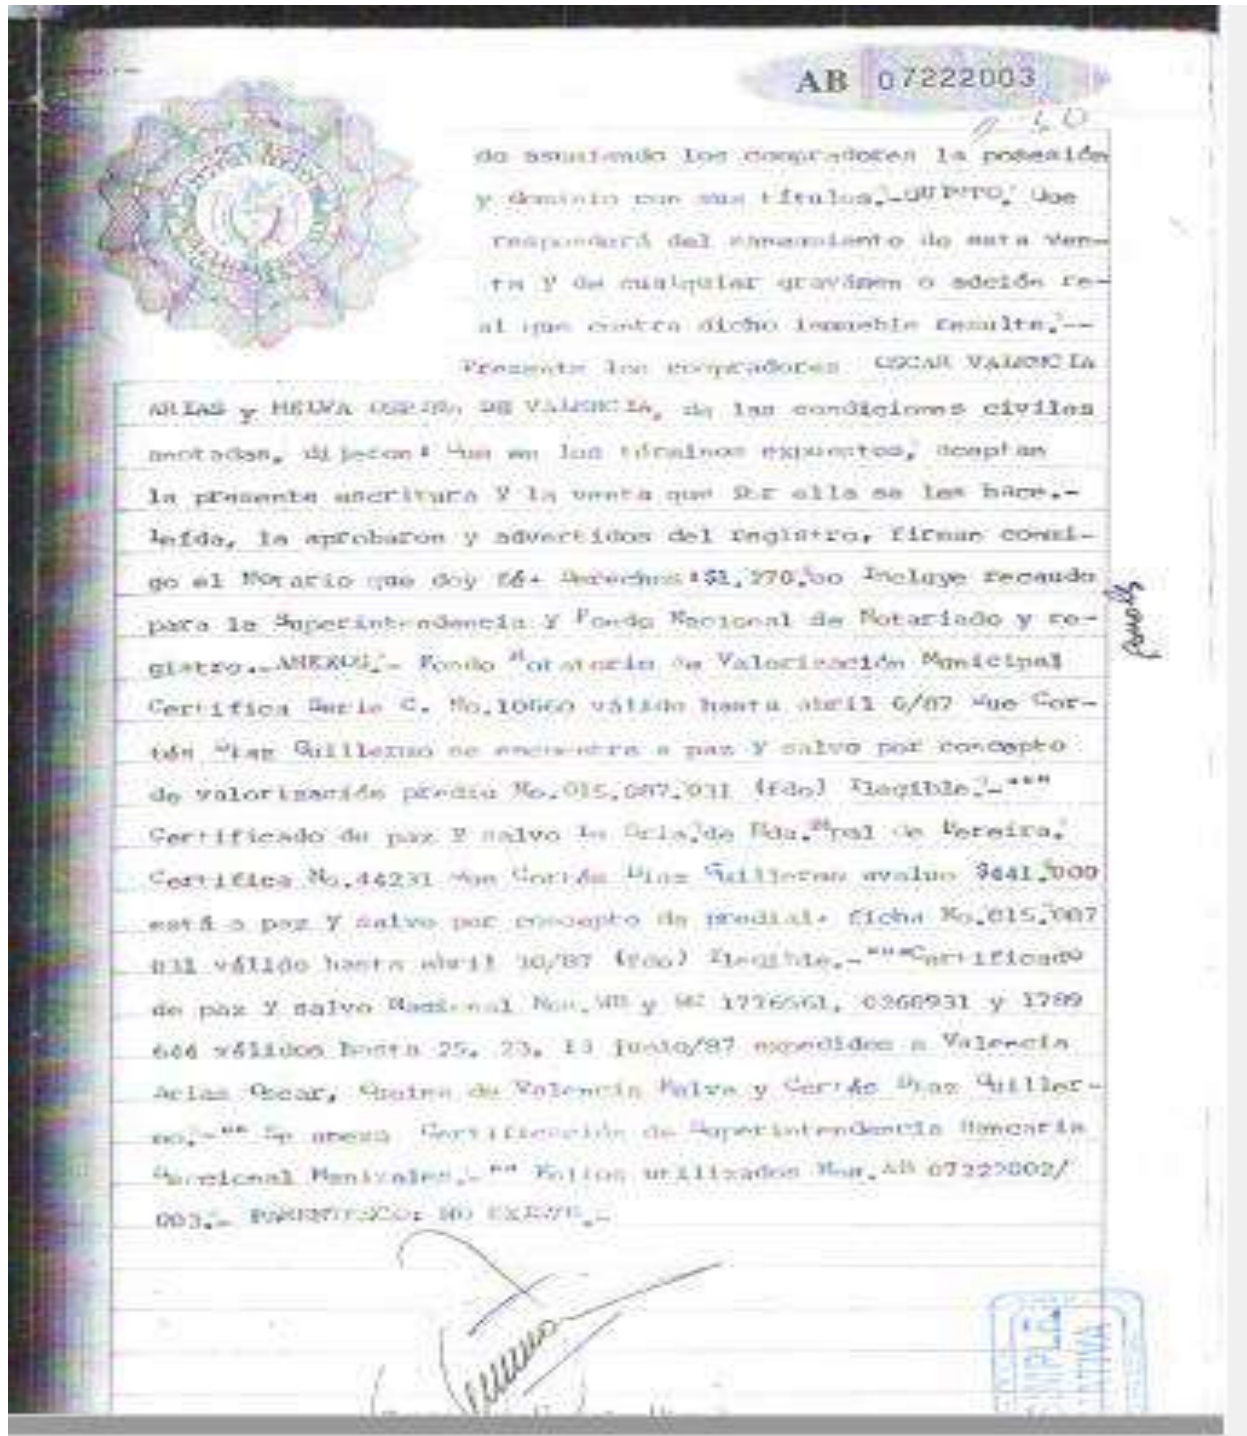 AB 07222003
do asumiendo los compradores la posesión
y dominio con sus títulos.-QUINTO. Que
responderá del saneamiento de esta ven-
ta y de cualquier gravámen o acción re-
al que contra dicho inmueble resulte.--
Presente los compradores OSCAR VALENCIA
ARIAS y MELVA OSPINA DE VALENCIA, de las condiciones civiles
anotadas, dijeron: Que en los términos expuestos, aceptan
la presente escritura y la venta que por ella se les hace.-
Leída, la aprobaron y advertidos del registro, firman conmi-
go el Notario que doy fé. Derechos:$1,270,oo Incluye recaudo
para la Superintendencia y Fondo Nacional de Notariado y re-
gistro.-ANEXOS.- Fondo de Valorización Municipal
Certifica Serie C. No.10660 válido hasta abril 6/87 Que Cor-
tés Díaz Guillermo se encuentra a paz y salvo por concepto
de valorización predio No.015.087.031 (fdo) Ilegible.-"""
Certificado de paz y salvo de Pereira.
Certifica No.44231 Que Cortés Díaz Guillermo avaluo $441.000
está a paz y salvo por concepto de predial. ficha No.015.087
031 válido hasta abril 30/87 (fdo) Ilegible.-"""Certificado
de paz y salvo Nacional Nos. y 1776561, 0260931 y 1789
válidos hasta 25, 23, 13 junio/87 expedidos a Valencia
Arias Oscar, Ospina de Valencia Melva y Cortés Díaz Guiller-
mo.-"" Se anexa Certificación de Superintendencia Bancaria
Seccional Manizales.-"" Folios utilizados Nos.AB 07222002/
003.- PARENTESCO: NO EXISTE.-